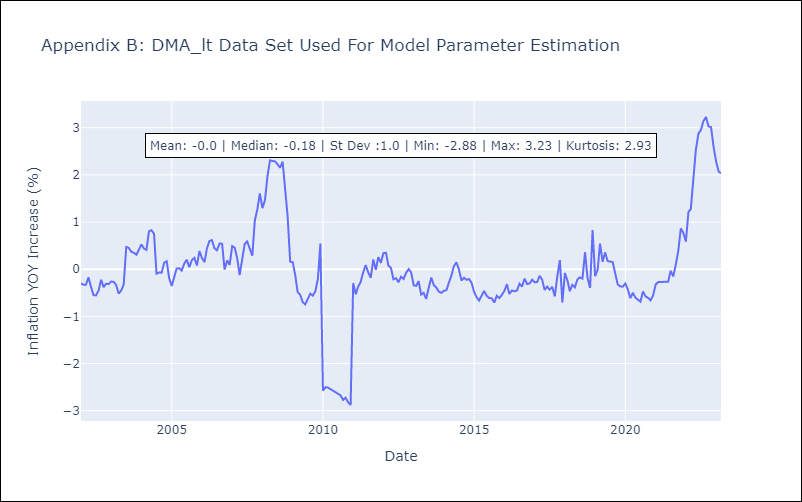 Appendix B: DMA_lt Data Set Used For Model Parameter Estimation
Mean: -0.0 | Median: -0.18 | St Dev :1.0 | Min: -2.88 | Max: 3.23 | Kurtosis: 2.93
Inflation YOY Increase (%)
3
2
1
0
−1
−2
−3
2005
2010
2015
2020
Date